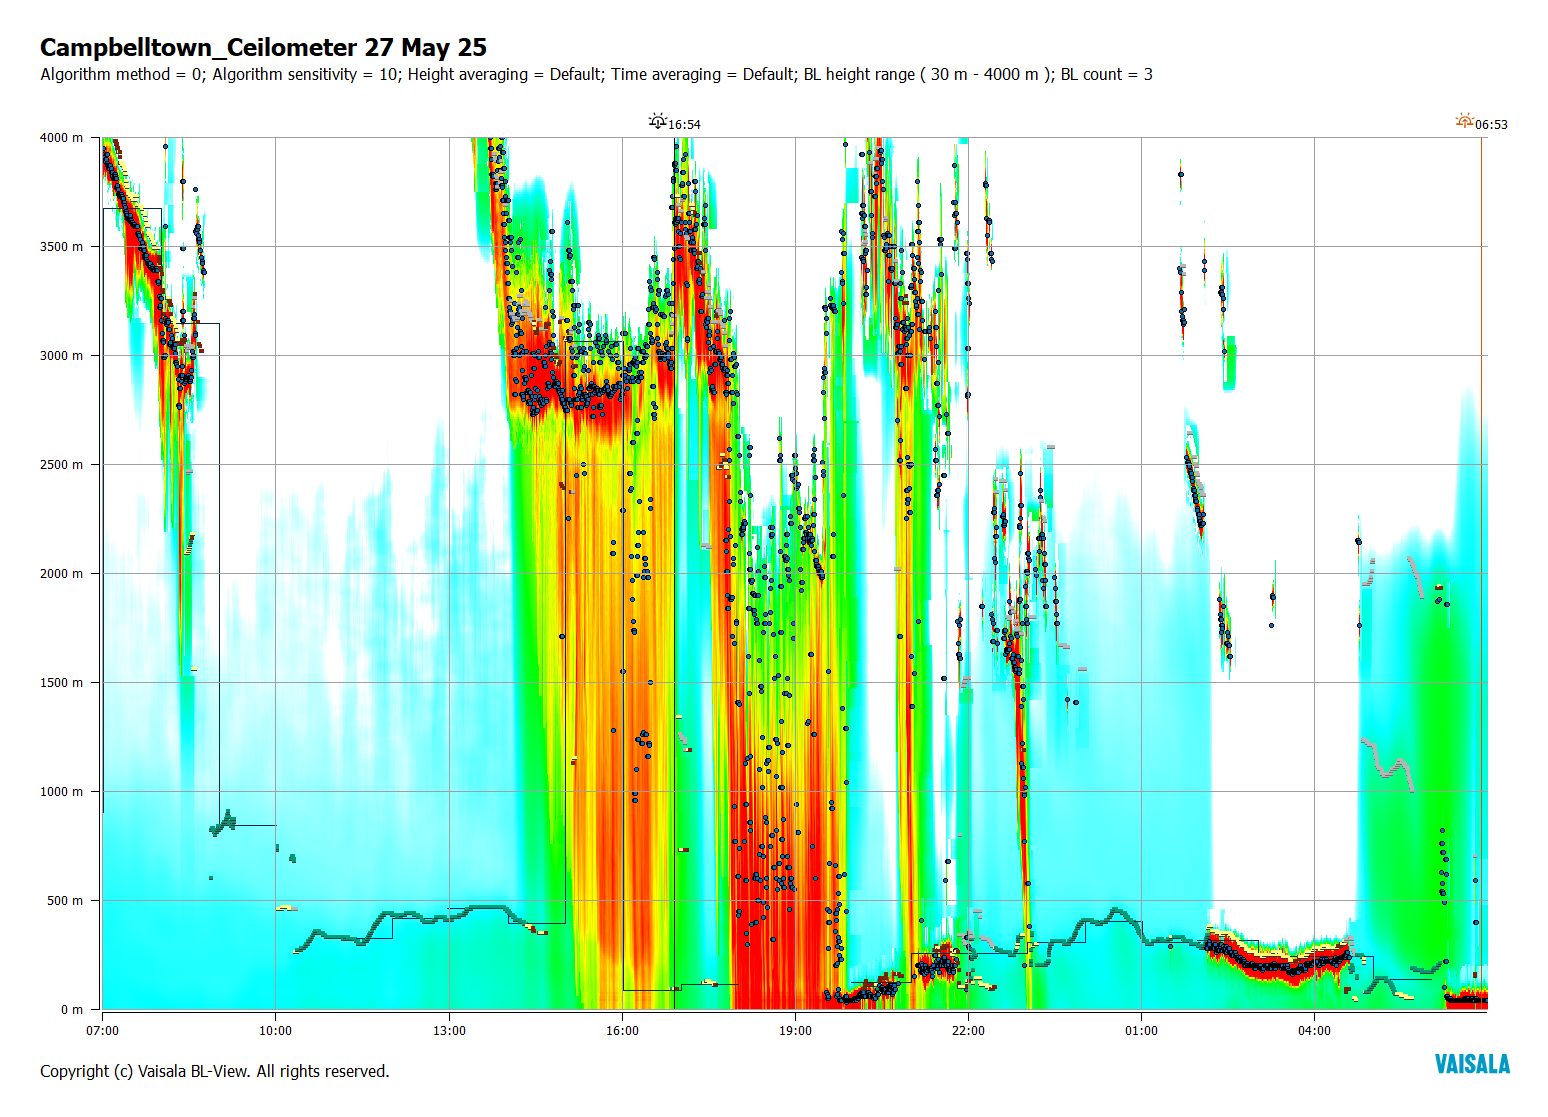 Campbelltown_Ceilometer 27 May 25
Algorithm method = 0; Algorithm sensitivity = 10; Height averaging = Default; Time averaging = Default; BL height range ( 30 m - 4000 m ); BL count = 3
16:54
06:53
4000 m
3500 m
3000 m
2500 m
2000 m
1500 m
1000 m
500 m
0 m
07:00 10:00 13:00 16:00 19:00 22:00 01:00 04:00
Copyright (c) Vaisala BL-View. All rights reserved.
VAISALA